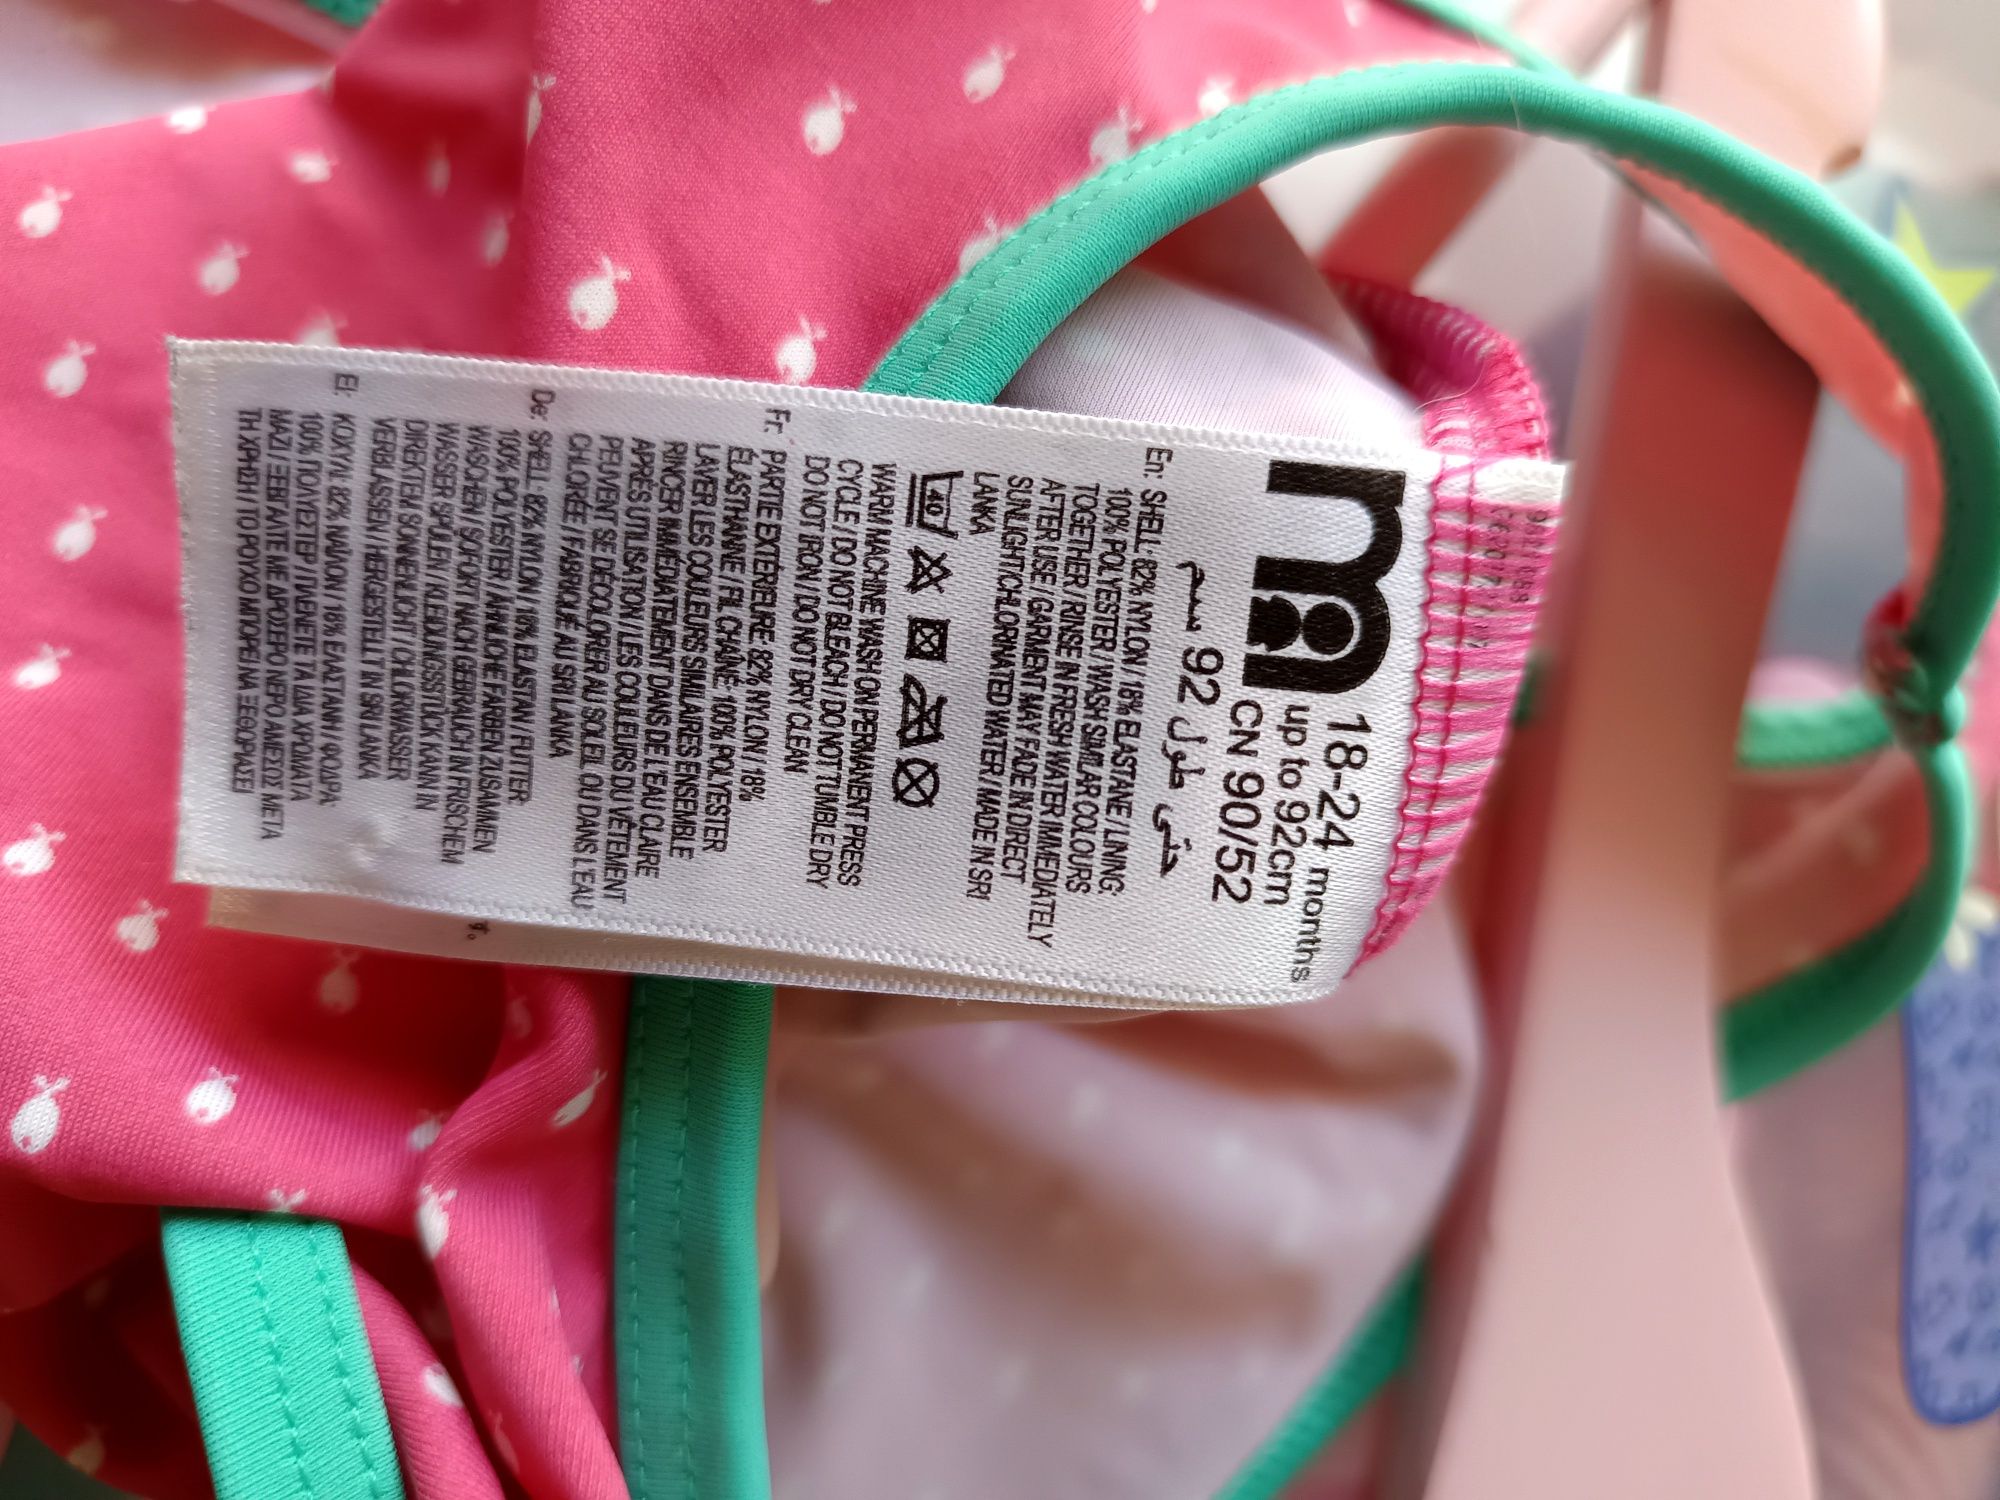 18-24 months
up to 92cm
CN 90/52
حتى طول 92 سم
En: SHELL: 82% NYLON / 18% ELASTANE / LINING:
100% POLYESTER / WASH SIMILAR COLOURS
TOGETHER / RINSE IN FRESH WATER IMMEDIATELY
AFTER USE / GARMENT MAY FADE IN DIRECT
SUNLIGHT/CHLORINATED WATER / MADE IN SRI
LANKA
40
WARM MACHINE WASH ON PERMANENT PRESS
CYCLE / DO NOT BLEACH / DO NOT TUMBLE DRY
DO NOT IRON / DO NOT DRY CLEAN
Fr: PARTIE EXTÉRIEURE 82% NYLON / 18%
ÉLASTHANNE / FIL CHAÎNE: 100% POLYESTER
LAVER LES COULEURS SIMILAIRES ENSEMBLE
RINCER IMMÉDIATEMENT DANS DE L'EAU CLAIRE
APRÈS UTILISATION / LES COULEURS DU VÊTEMENT
PEUVENT SE DÉCOLORER AU SOLEIL OU DANS L'EAU
CHLORÉE / FABRIQUÉ AU SRI LANKA
De: SHELL 82% NYLON 18% ELASTAN / FUTTER
100% POLYESTER ÄHNLICHE FARBEN ZUSAMMEN
WASCHEN / SOFORT NACH GEBRAUCH IN FRISCHEM
WASSER SPÜLEN / KLEIDUNGSSTÜCK KANN IN
DIREKTEM SONNENLICHT / CHLORWASSER
VERBLASSEN / HERGESTELLT IN SRI LANKA
El: ΚΟΧΥΛΙ 82% ΝΑΪΛΟΝ / 18% ΕΛΑΣΤΑΝΗ / ΦΟΔΡΑ
100% ΠΟΛΥΕΣΤΕΡ / ΠΛΕΝΕΤΕ ΤΑ ΙΔΙΑ ΧΡΩΜΑΤΑ
ΜΑΖΙ / ΞΕΒΓΑΛΤΕ ΜΕ ΔΡΟΣΕΡΟ ΝΕΡΟ ΑΜΕΣΩΣ ΜΕΤΑ
ΤΗ ΧΡΗΣΗ / ΤΟ ΡΟΥΧΟ ΜΠΟΡΕΙ ΝΑ ΞΕΘΩΡΙΑΣΕΙ